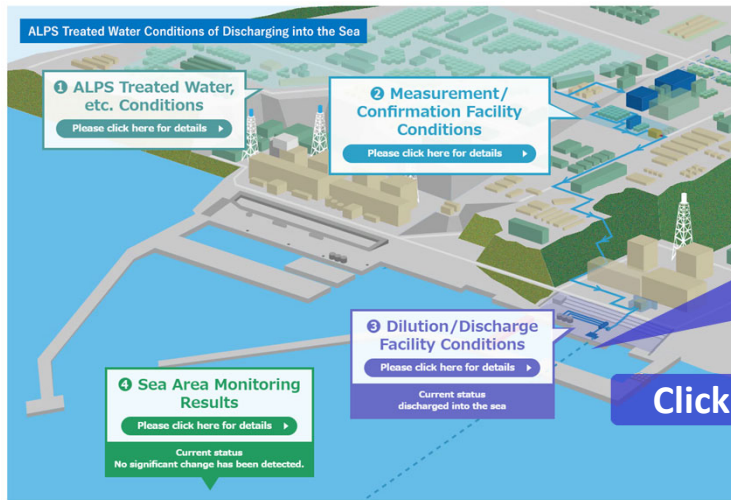 ALPS Treated Water Conditions of Discharging into the Sea
❶ ALPS Treated Water,
etc. Conditions
Please click here for details
❷ Measurement/
Confirmation Facility
Conditions
Please click here for details
❸ Dilution/Discharge
Facility Conditions
Please click here for details
Current status
discharged into the sea
❹ Sea Area Monitoring
Results
Please click here for details
Current status
No significant change has been detected.
Click